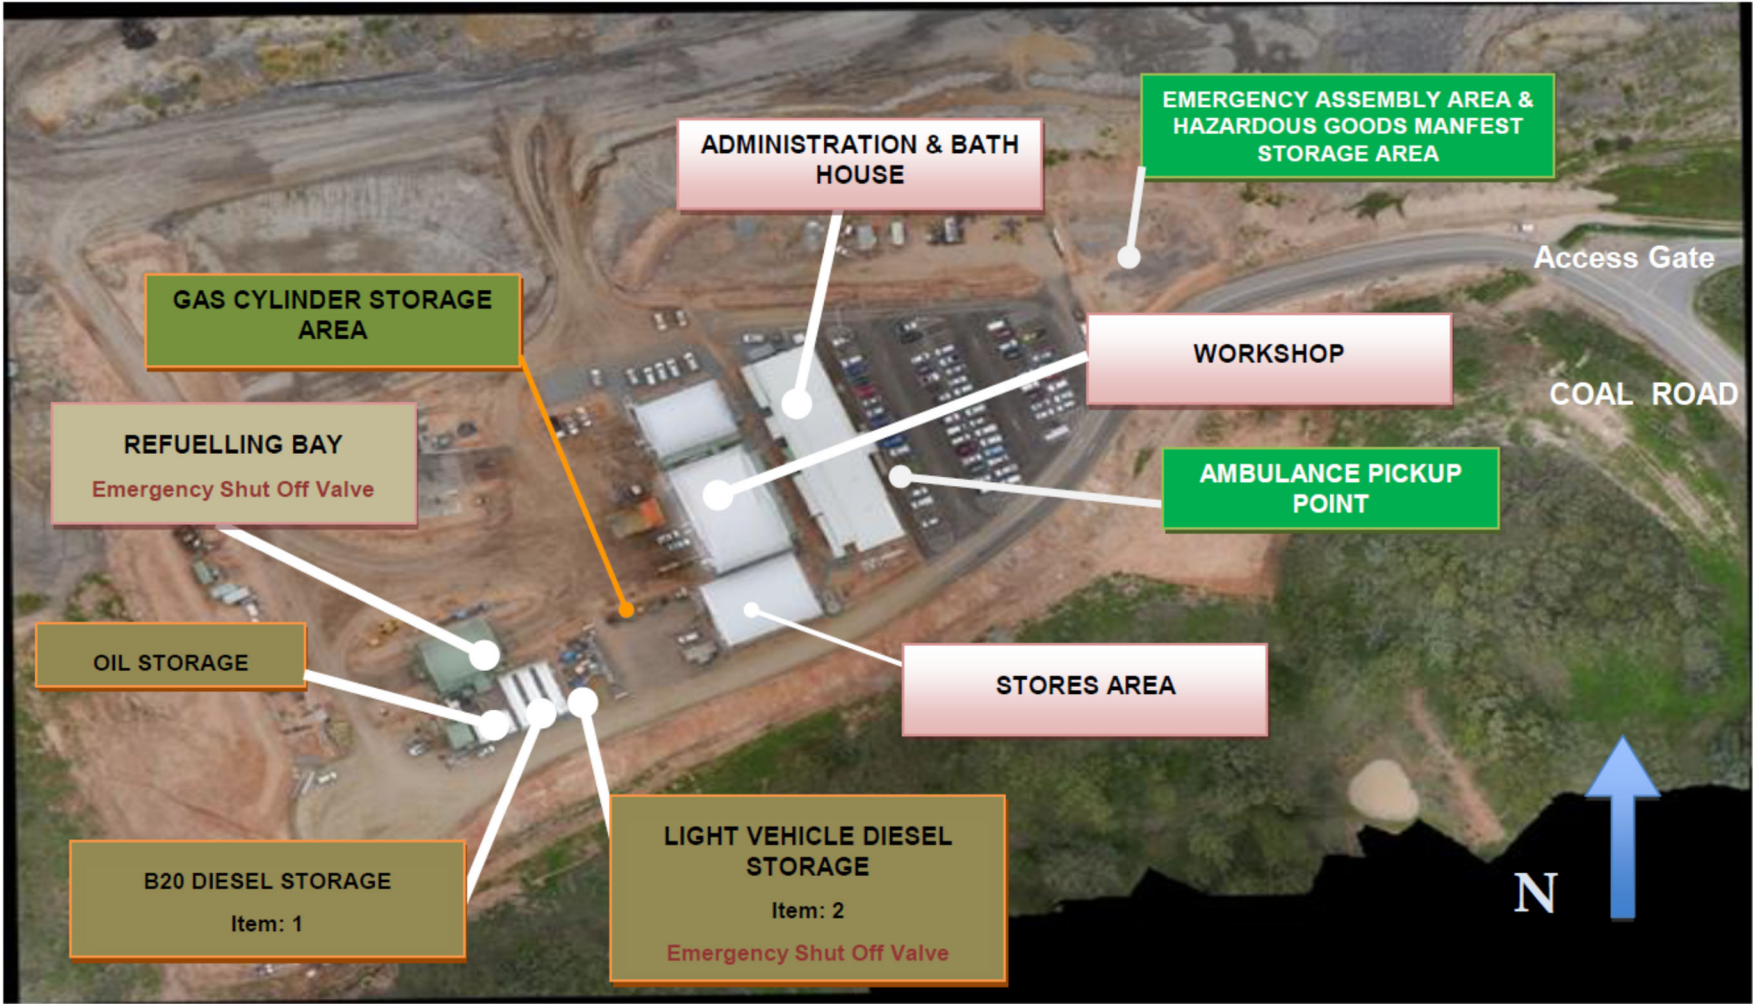 EMERGENCY ASSEMBLY AREA &
HAZARDOUS GOODS MANFEST
STORAGE AREA
ADMINISTRATION & BATH
HOUSE
Access Gate
GAS CYLINDER STORAGE
AREA
WORKSHOP
COAL ROAD
REFUELLING BAY
Emergency Shut Off Valve
AMBULANCE PICKUP
POINT
OIL STORAGE
STORES AREA
LIGHT VEHICLE DIESEL
STORAGE
Item: 2
Emergency Shut Off Valve
B20 DIESEL STORAGE
Item: 1
N